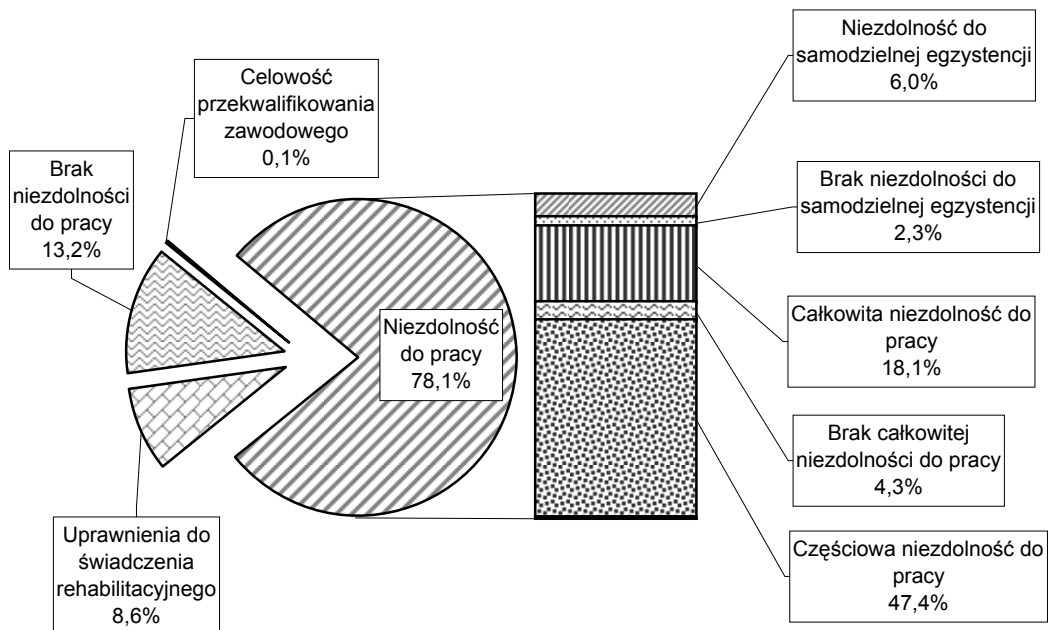 Celowość
przekwalifikowania
zawodowego
0,1%
Brak
niezdolności
do pracy
13,2%
Uprawnienia do
świadczenia
rehabilitacyjnego
8,6%
Niezdolność
do pracy
78,1%
Niezdolność do
samodzielnej egzystencji
6,0%
Brak niezdolności do
samodzielnej egzystencji
2,3%
Całkowita niezdolność do
pracy
18,1%
Brak całkowitej
niezdolności do pracy
4,3%
Częściowa niezdolność do
pracy
47,4%